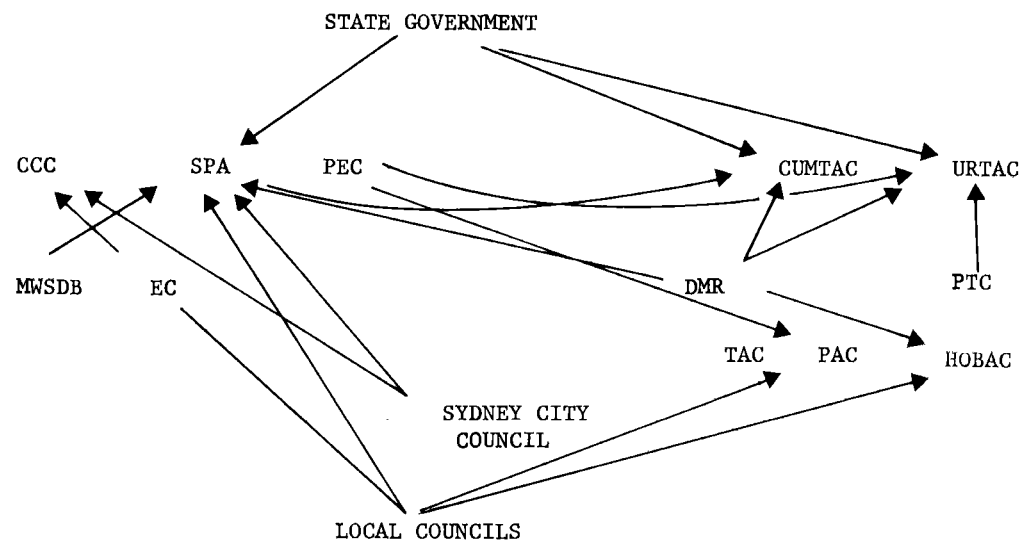 STATE GOVERNMENT
CCC SPA PEC CUMTAC URTAC
MWSDB EC DMR PTC
TAC PAC HOBAC
SYDNEY CITY
COUNCIL
LOCAL COUNCILS